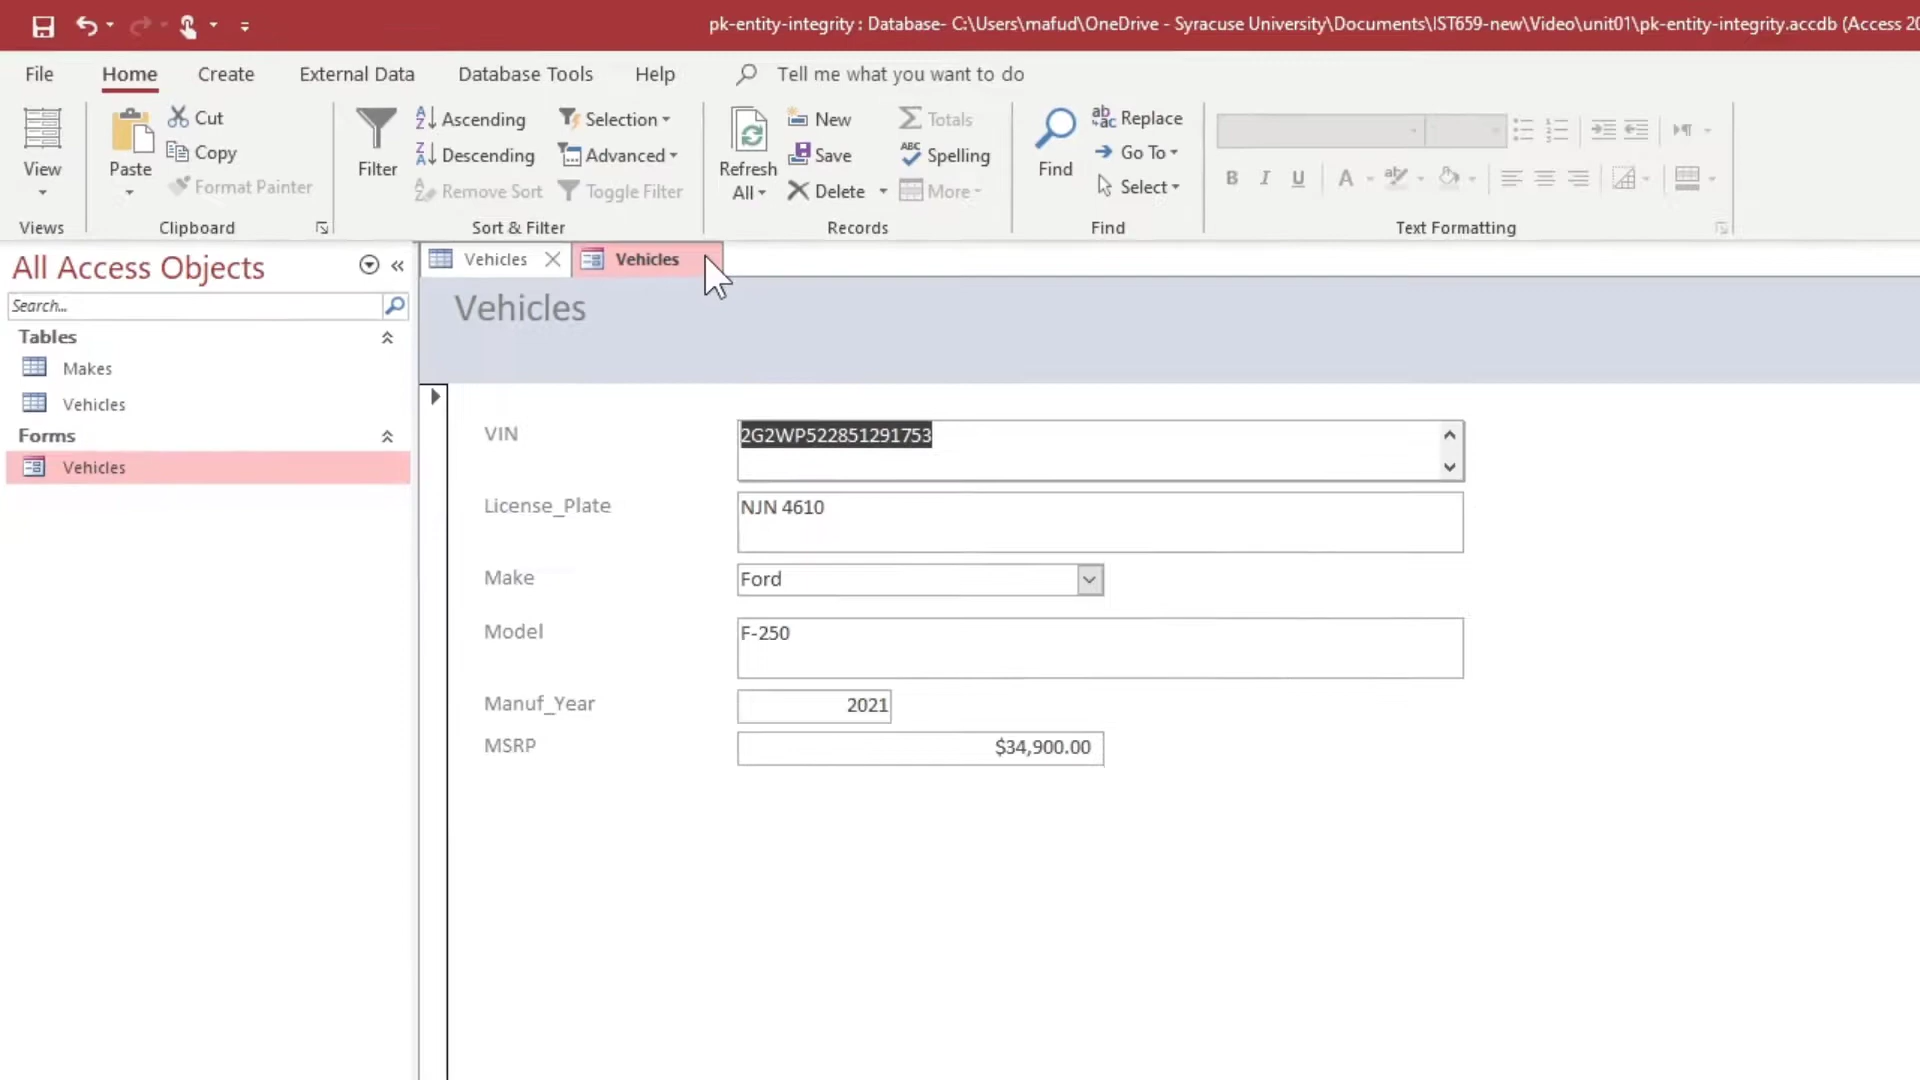 pk-entity-integrity : Database- C:\Users\mafud\OneDrive - Syracuse University\Documents\IST659-new\Video\unit01\pk-entity-integrity.accdb (Access 20
File Home Create External Data Database Tools Help Tell me what you want to do
View
Views
Paste
Cut
Copy
Format Painter
Clipboard
Filter
Ascending
Descending
Remove Sort
Selection
Advanced
Toggle Filter
Sort & Filter
Refresh
All
New
Save
Delete
Totals
Spelling
More
Records
Find
Replace
Go To
Select
Find
B I U A
Text Formatting
All Access Objects
Search...
Tables
Makes
Vehicles
Forms
Vehicles
Vehicles
Vehicles
Vehicles
VIN 2G2WP522851291753
License_Plate NJN 4610
Make Ford
Model F-250
Manuf_Year 2021
MSRP $34,900.00